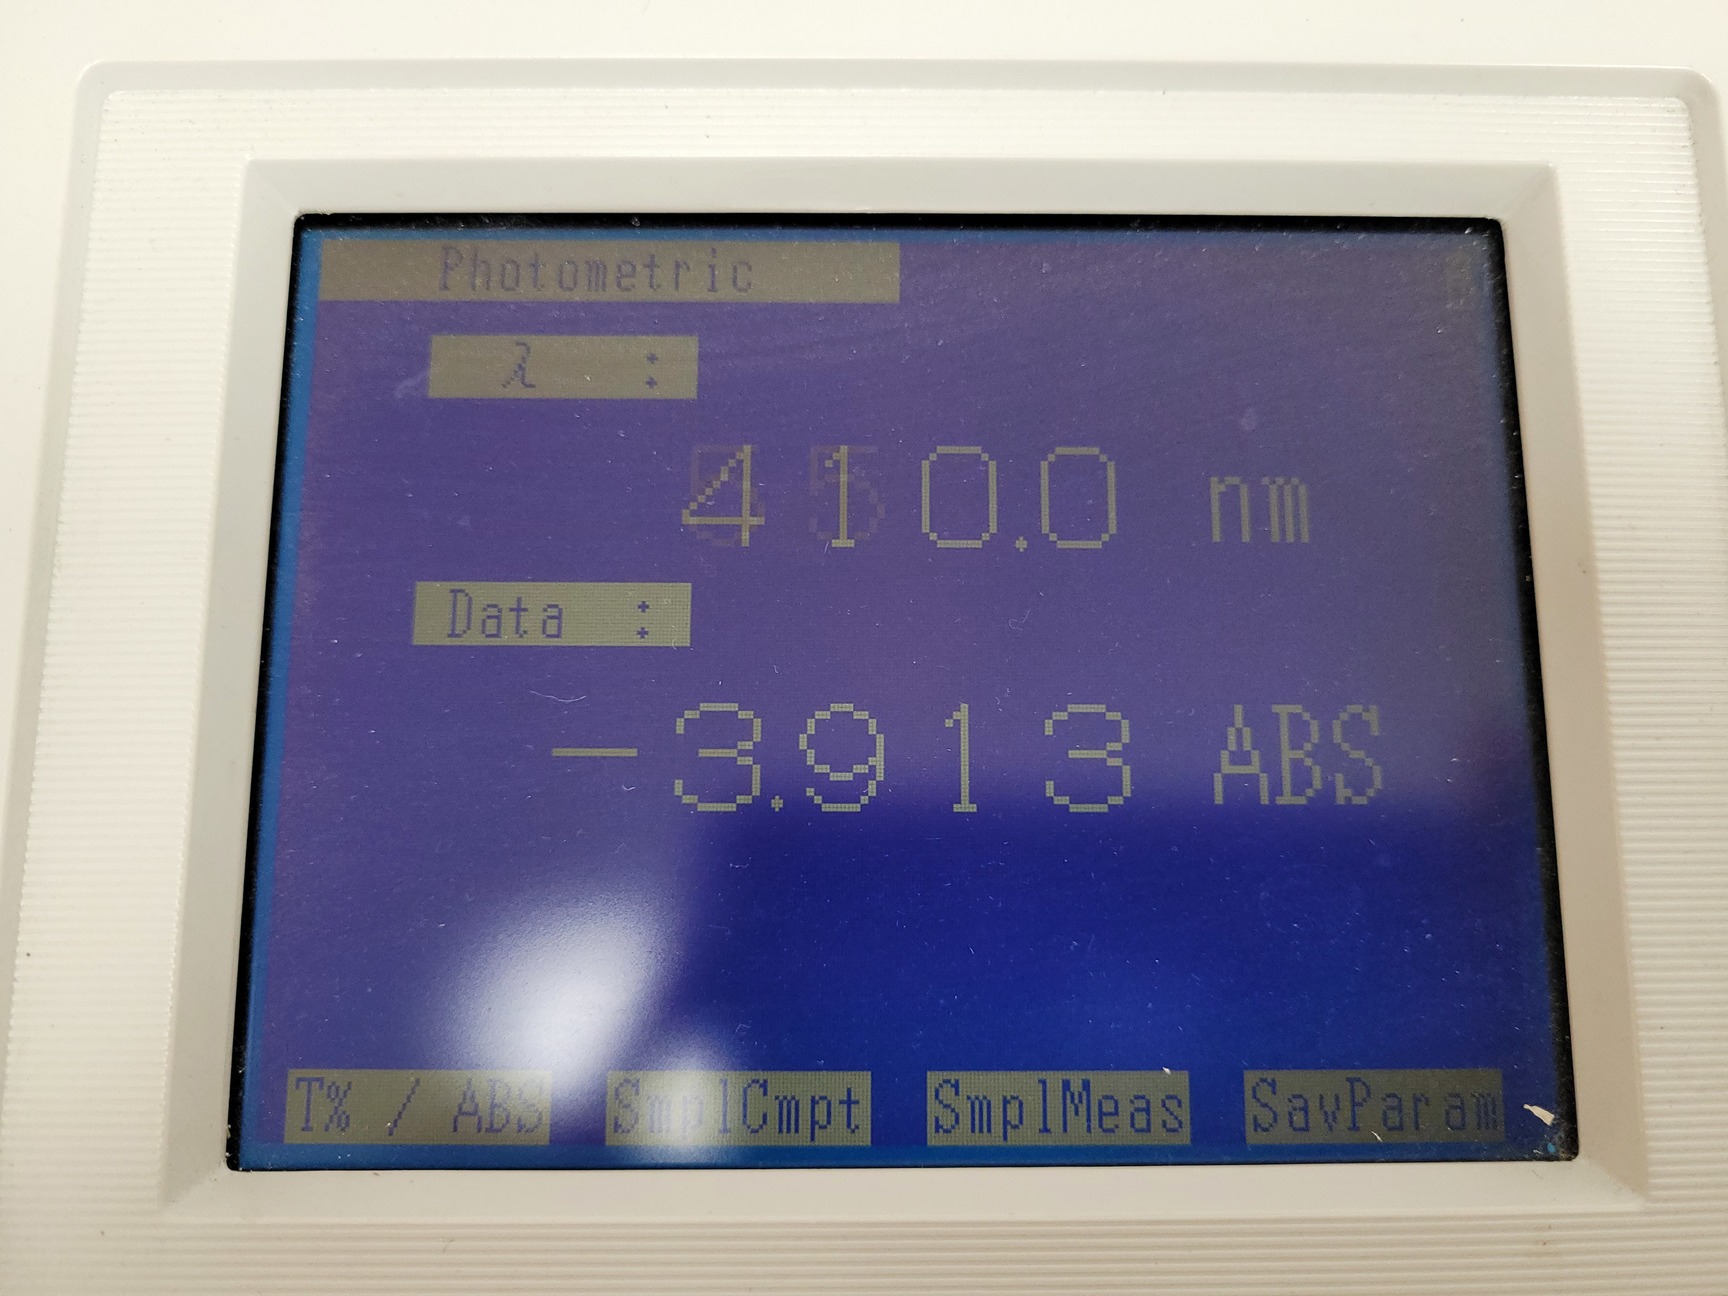 Photometric
λ :
410.0 nm
Data :
-3.913 ABS
T% / ABS SmplCmpt SmplMeas SavParam